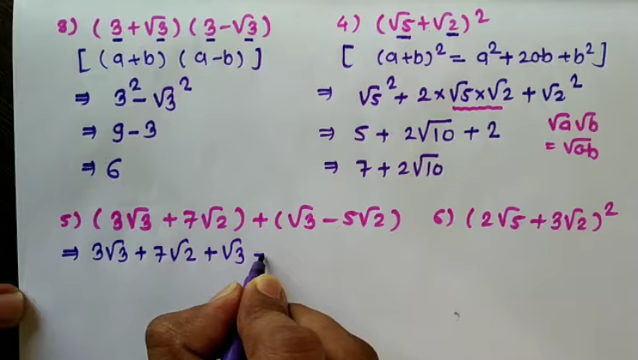 3) (3+√3) (3-√3)
[ (a+b) (a-b) ]
⇒ 3² - √3²
⇒ 9 - 3
⇒ 6
4) (√5+√2)²
[ (a+b)² = a²+2ab+b² ]
⇒ √5² + 2×√5×√2 + √2²
⇒ 5 + 2√10 + 2
√a√b
= √ab
⇒ 7 + 2√10
5) (3√3 + 7√2) + (√3 - 5√2)
⇒ 3√3 + 7√2 + √3 -
6) (2√5 + 3√2)²